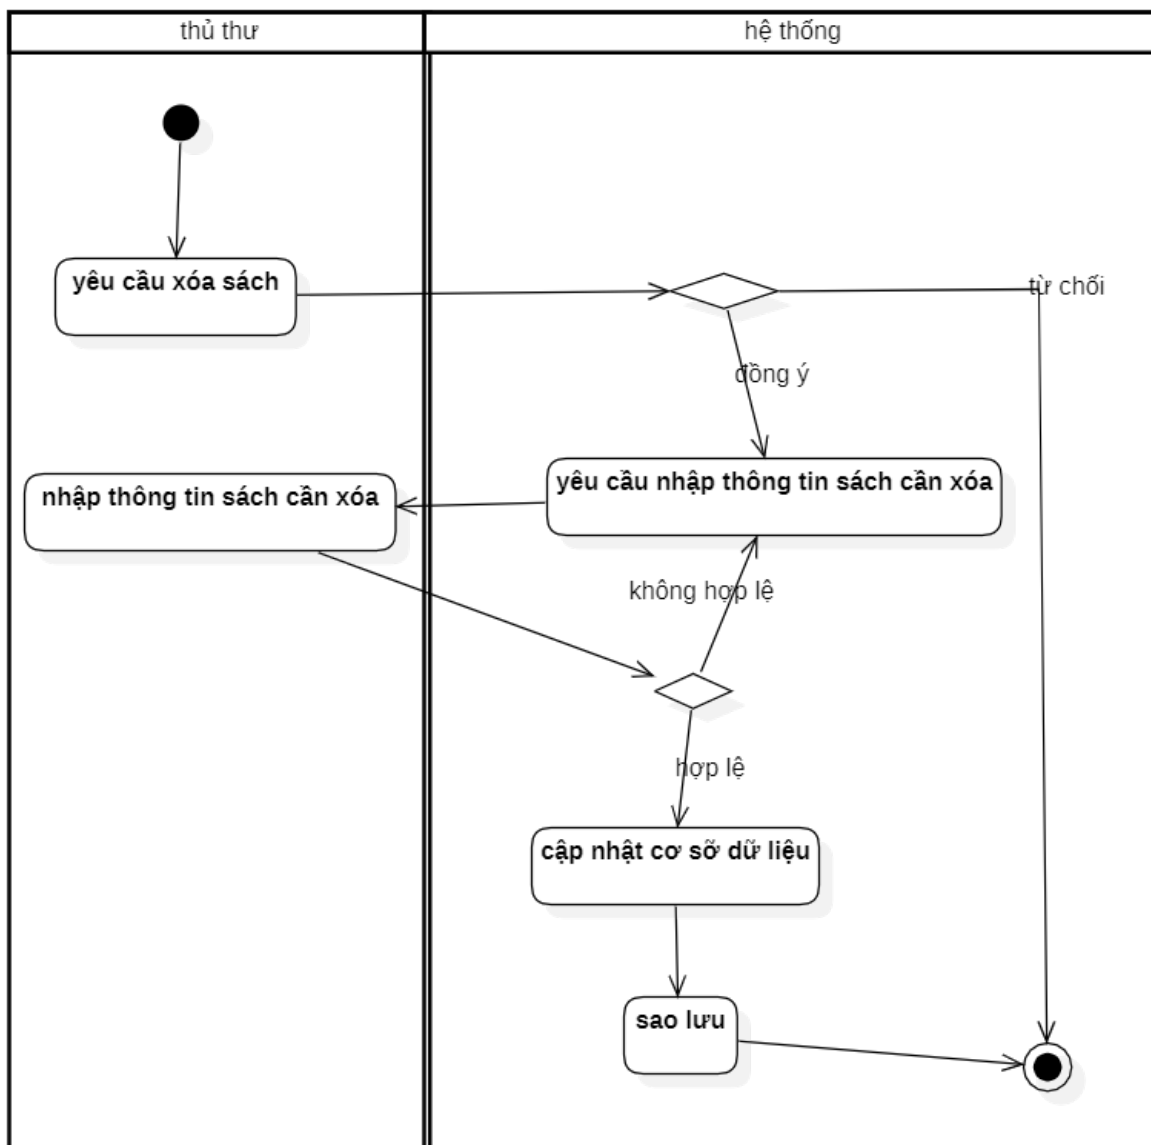 thủ thư
hệ thống
yêu cầu xóa sách
từ chối
đồng ý
yêu cầu nhập thông tin sách cần xóa
nhập thông tin sách cần xóa
không hợp lệ
hợp lệ
cập nhật cơ sỡ dữ liệu
sao lưu